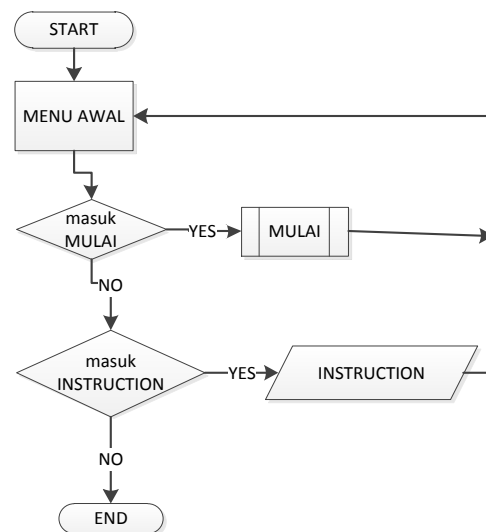 START
MENU AWAL
masuk
MULAI
YES
MULAI
NO
masuk
INSTRUCTION
YES
INSTRUCTION
NO
END